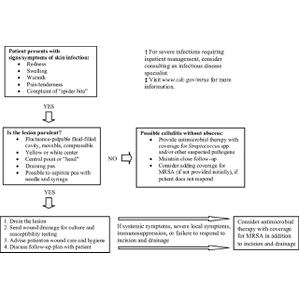 Patient presents with
signs/symptoms of skin infection:
• Redness
• Swelling
• Warmth
• Pain/tenderness
• Complaint of "spider bite"
† For severe infections requiring
inpatient management, consider
consulting an infectious disease
specialist.
‡ Visit www.cdc.gov/mrsa for more
information.
YES
Is the lesion purulent?
• Fluctuance-palpable fluid-filled
cavity, movable, compressible
• Yellow or white center
• Central point or "head"
• Draining pus
• Possible to aspirate pus with
needle and syringe
NO
Possible cellulitis without abscess:
• Provide antimicrobial therapy with
coverage for Streptococcus spp.
and/or other suspected pathogens
• Maintain close follow-up
• Consider adding coverage for
MRSA (if not provided initially), if
patient does not respond
YES
1. Drain the lesion
2. Send wound drainage for culture and
susceptibility testing
3. Advise patient on wound care and hygiene
4. Discuss follow-up plan with patient
If systemic symptoms, severe local symptoms,
immunosuppression, or failure to respond to
incision and drainage
Consider antimicrobial
therapy with coverage
for MRSA in addition
to incision and drainage